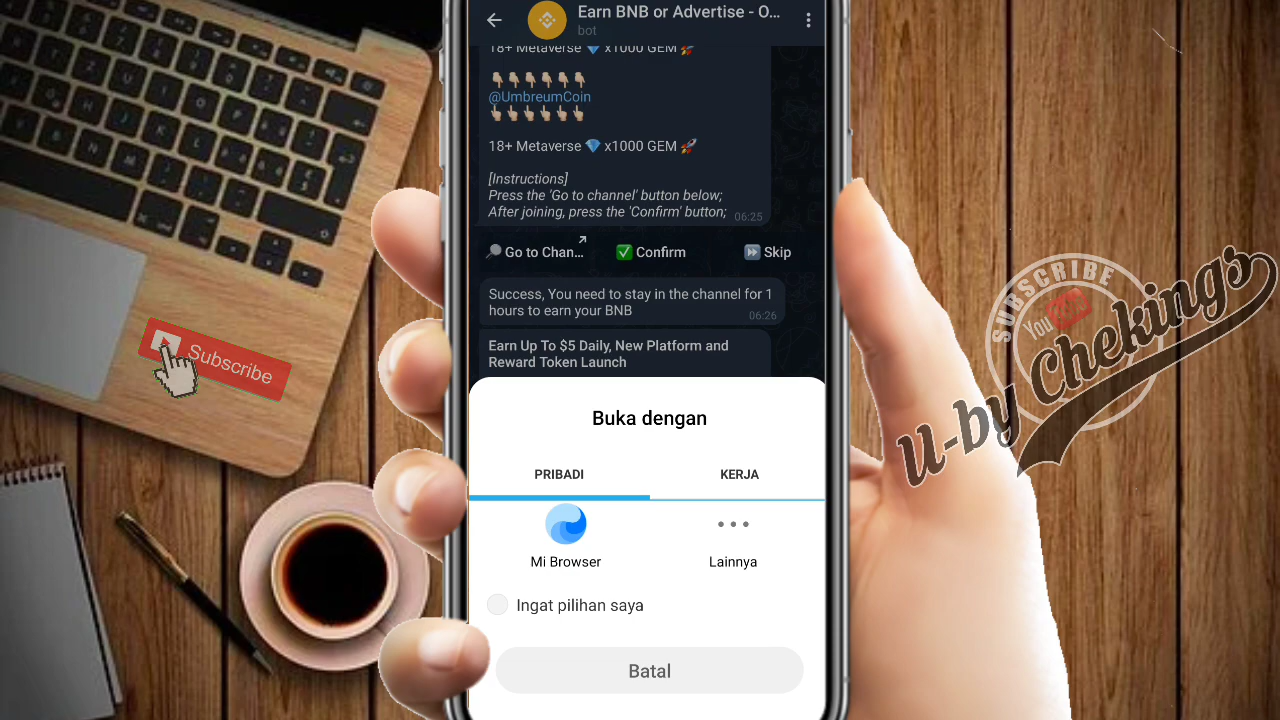 Earn BNB or Advertise - O...
bot
18+ Metaverse 💎 x1000 GEM 🚀
👇🏼👇🏼👇🏼👇🏼👇🏼👇🏼
@UmbreumCoin
👆🏼👆🏼👆🏼👆🏼👆🏼👆🏼
18+ Metaverse 💎 x1000 GEM 🚀
[Instructions]
Press the 'Go to channel' button below;
After joining, press the 'Confirm' button;
06:25
🔎 Go to Chan...
✅ Confirm
⏩ Skip
Success, You need to stay in the channel for 1
hours to earn your BNB
06:26
Earn Up To $5 Daily, New Platform and
Reward Token Launch
Buka dengan
PRIBADI
KERJA
Mi Browser
Lainnya
Ingat pilihan saya
Batal
Subscribe
SUBSCRIBE
YouTube
U-by Chekings